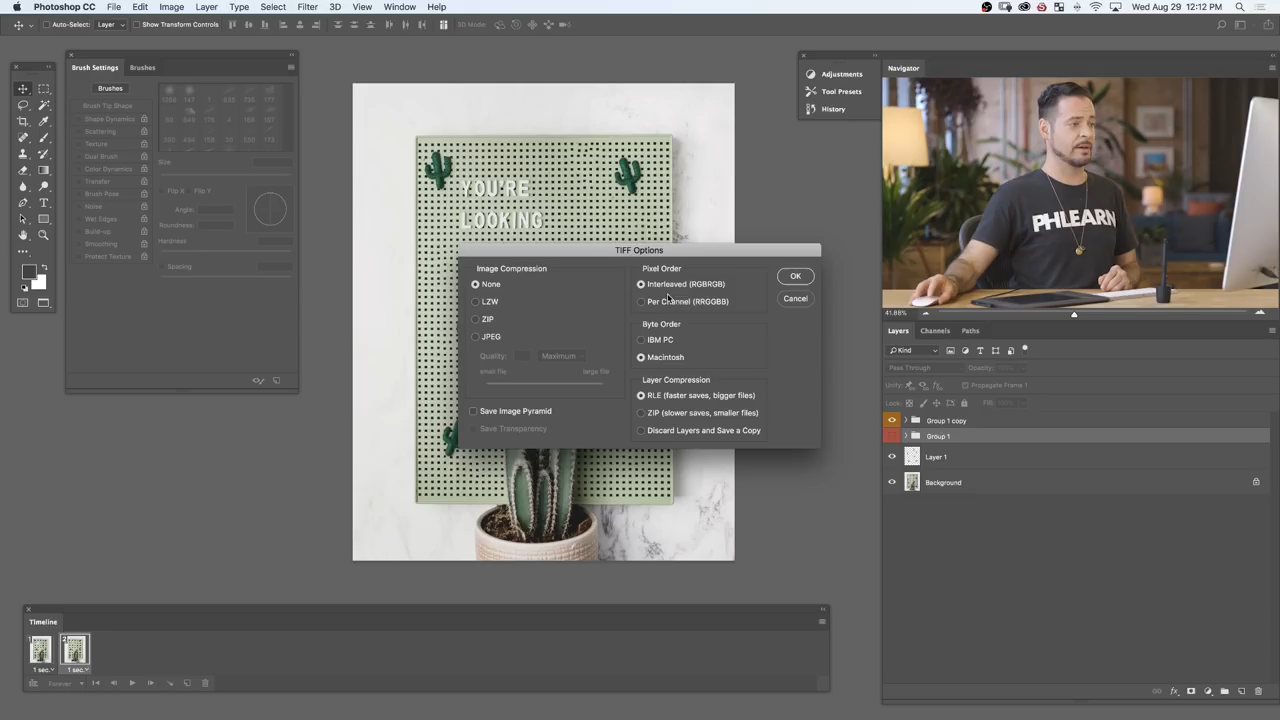 Photoshop CC File Edit Image Layer Type Select Filter 3D View Window Help
Wed Aug 29 12:12 PM
Auto-Select: Layer Show Transform Controls
3D Mode:
Brush Settings Brushes
Brushes
Brush Tip Shape
Shape Dynamics
Scattering
Texture
Dual Brush
Color Dynamics
Transfer
Brush Pose
Noise
Wet Edges
Build-up
Smoothing
Protect Texture
Size
Flip X Flip Y
Angle:
Roundness:
Hardness
Spacing
YOU'RE
LOOKING
TIFF Options
Image Compression
None
LZW
ZIP
JPEG
Quality: Maximum
small file large file
Save Image Pyramid
Save Transparency
Pixel Order
Interleaved (RGBRGB)
Per Channel (RRGGBB)
Byte Order
IBM PC
Macintosh
Layer Compression
RLE (faster saves, bigger files)
ZIP (slower saves, smaller files)
Discard Layers and Save a Copy
OK
Cancel
Adjustments
Tool Presets
History
Navigator
PHLEARN
41.88%
Layers Channels Paths
Kind
Pass Through Opacity: 100%
Unify: Propagate Frame 1
Lock: Fill: 100%
Group 1 copy
Group 1
Layer 1
Background
Timeline
1 sec. 1 sec.
Forever